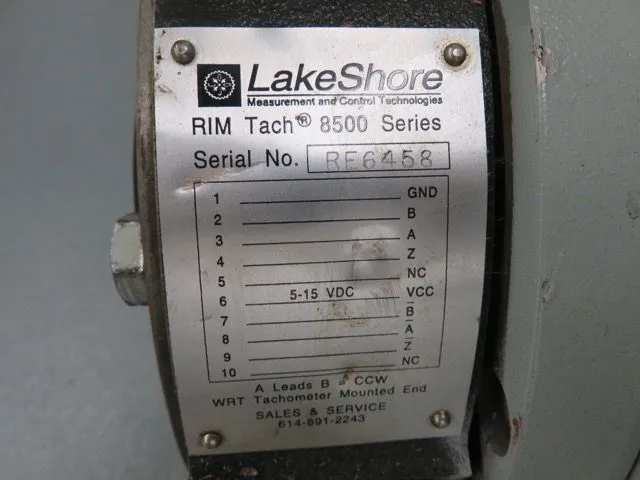 LakeShore
Measurement and Control Technologies
RIM Tach® 8500 Series
Serial No. RE6458
1 GND
2 B
3 A
4 Z
5 NC
6 5-15 VDC VCC
7 B̅
8 A̅
9 Z̅
10 NC
A Leads B = CCW
WRT Tachometer Mounted End
SALES & SERVICE
614-891-2243